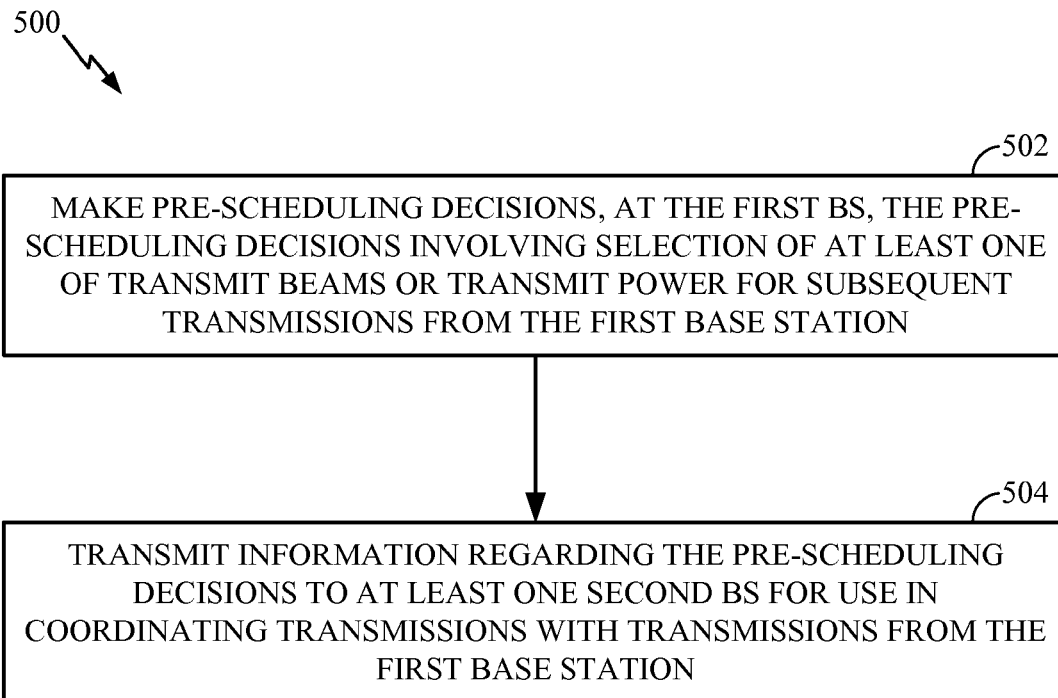 500
502
MAKE PRE-SCHEDULING DECISIONS, AT THE FIRST BS, THE PRE-
SCHEDULING DECISIONS INVOLVING SELECTION OF AT LEAST ONE
OF TRANSMIT BEAMS OR TRANSMIT POWER FOR SUBSEQUENT
TRANSMISSIONS FROM THE FIRST BASE STATION
504
TRANSMIT INFORMATION REGARDING THE PRE-SCHEDULING
DECISIONS TO AT LEAST ONE SECOND BS FOR USE IN
COORDINATING TRANSMISSIONS WITH TRANSMISSIONS FROM THE
FIRST BASE STATION